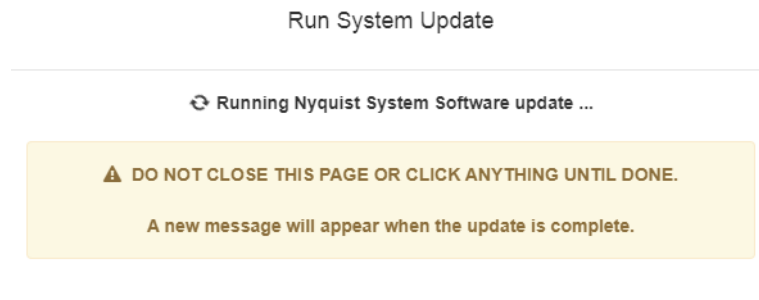 Run System Update
Running Nyquist System Software update ...
DO NOT CLOSE THIS PAGE OR CLICK ANYTHING UNTIL DONE.
A new message will appear when the update is complete.